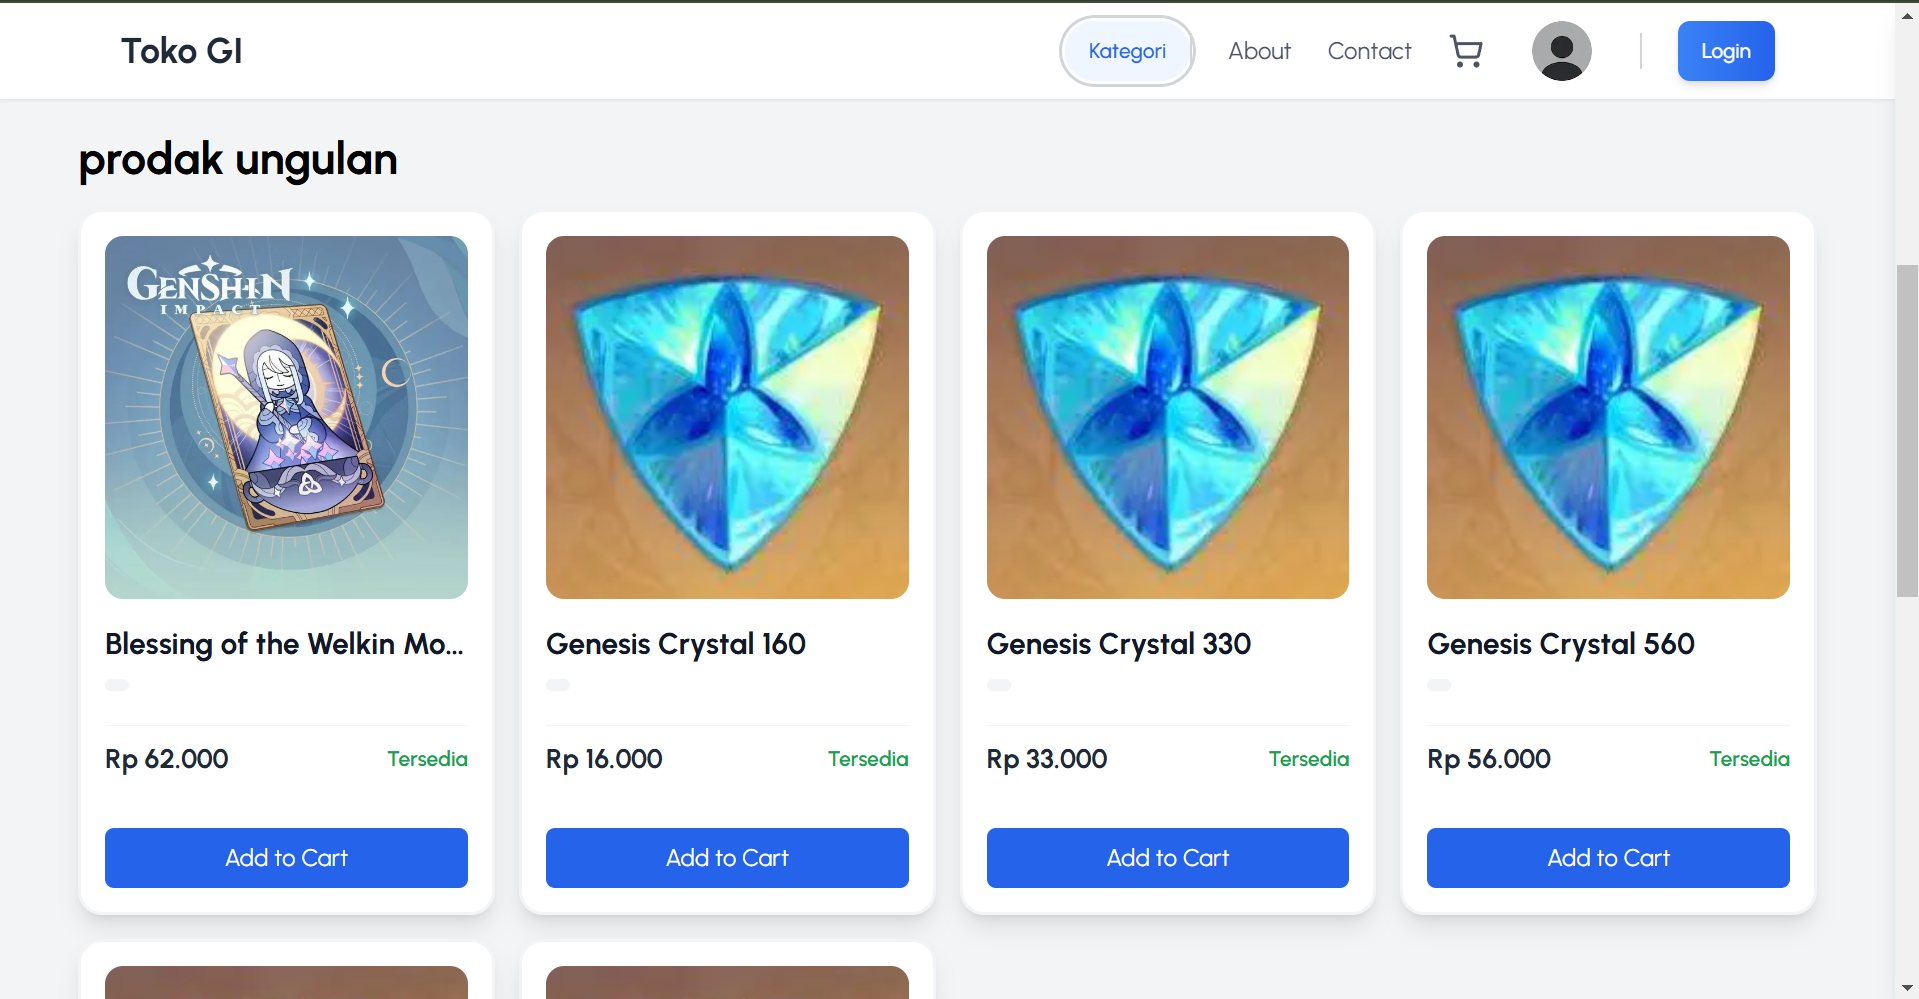 Toko GI
Kategori
About
Contact
Login
prodak ungulan
GENSHIN
IMPACT
Blessing of the Welkin Mo...
Rp 62.000
Tersedia
Add to Cart
Genesis Crystal 160
Rp 16.000
Tersedia
Add to Cart
Genesis Crystal 330
Rp 33.000
Tersedia
Add to Cart
Genesis Crystal 560
Rp 56.000
Tersedia
Add to Cart